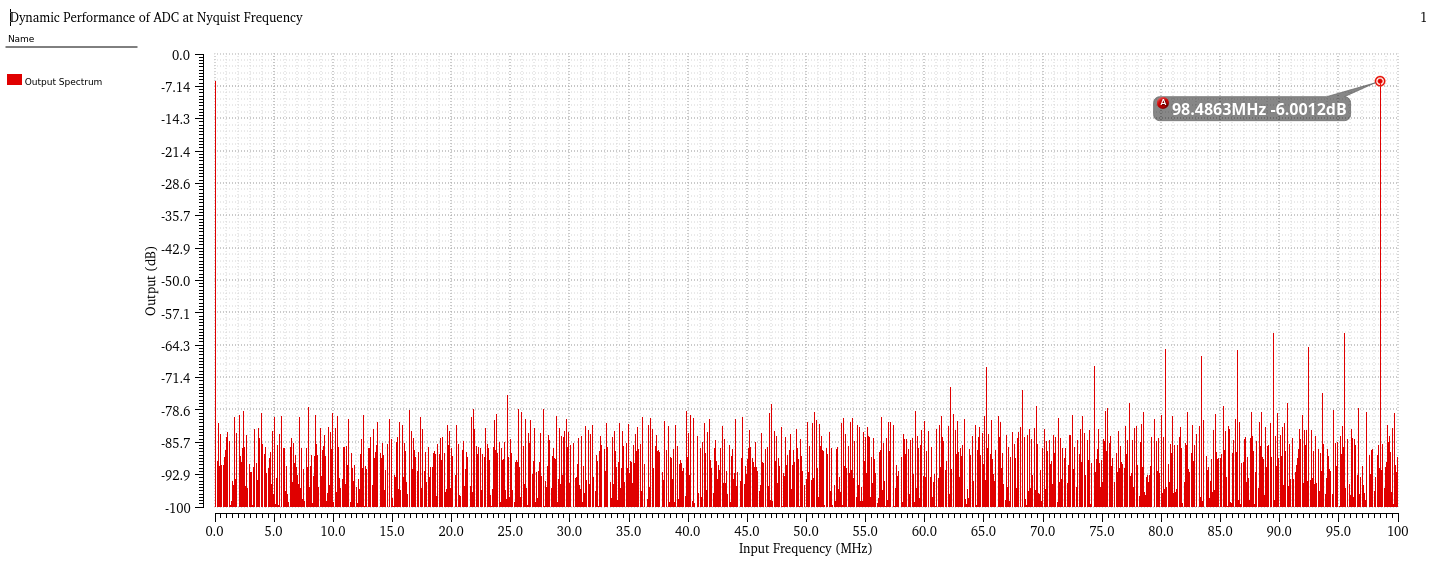 Dynamic Performance of ADC at Nyquist Frequency
1
Name
Output Spectrum
0.0
-7.14
-14.3
-21.4
-28.6
-35.7
-42.9
-50.0
-57.1
-64.3
-71.4
-78.6
-85.7
-92.9
-100
Output (dB)
A 98.4863MHz -6.0012dB
0.0 5.0 10.0 15.0 20.0 25.0 30.0 35.0 40.0 45.0 50.0 55.0 60.0 65.0 70.0 75.0 80.0 85.0 90.0 95.0 100
Input Frequency (MHz)